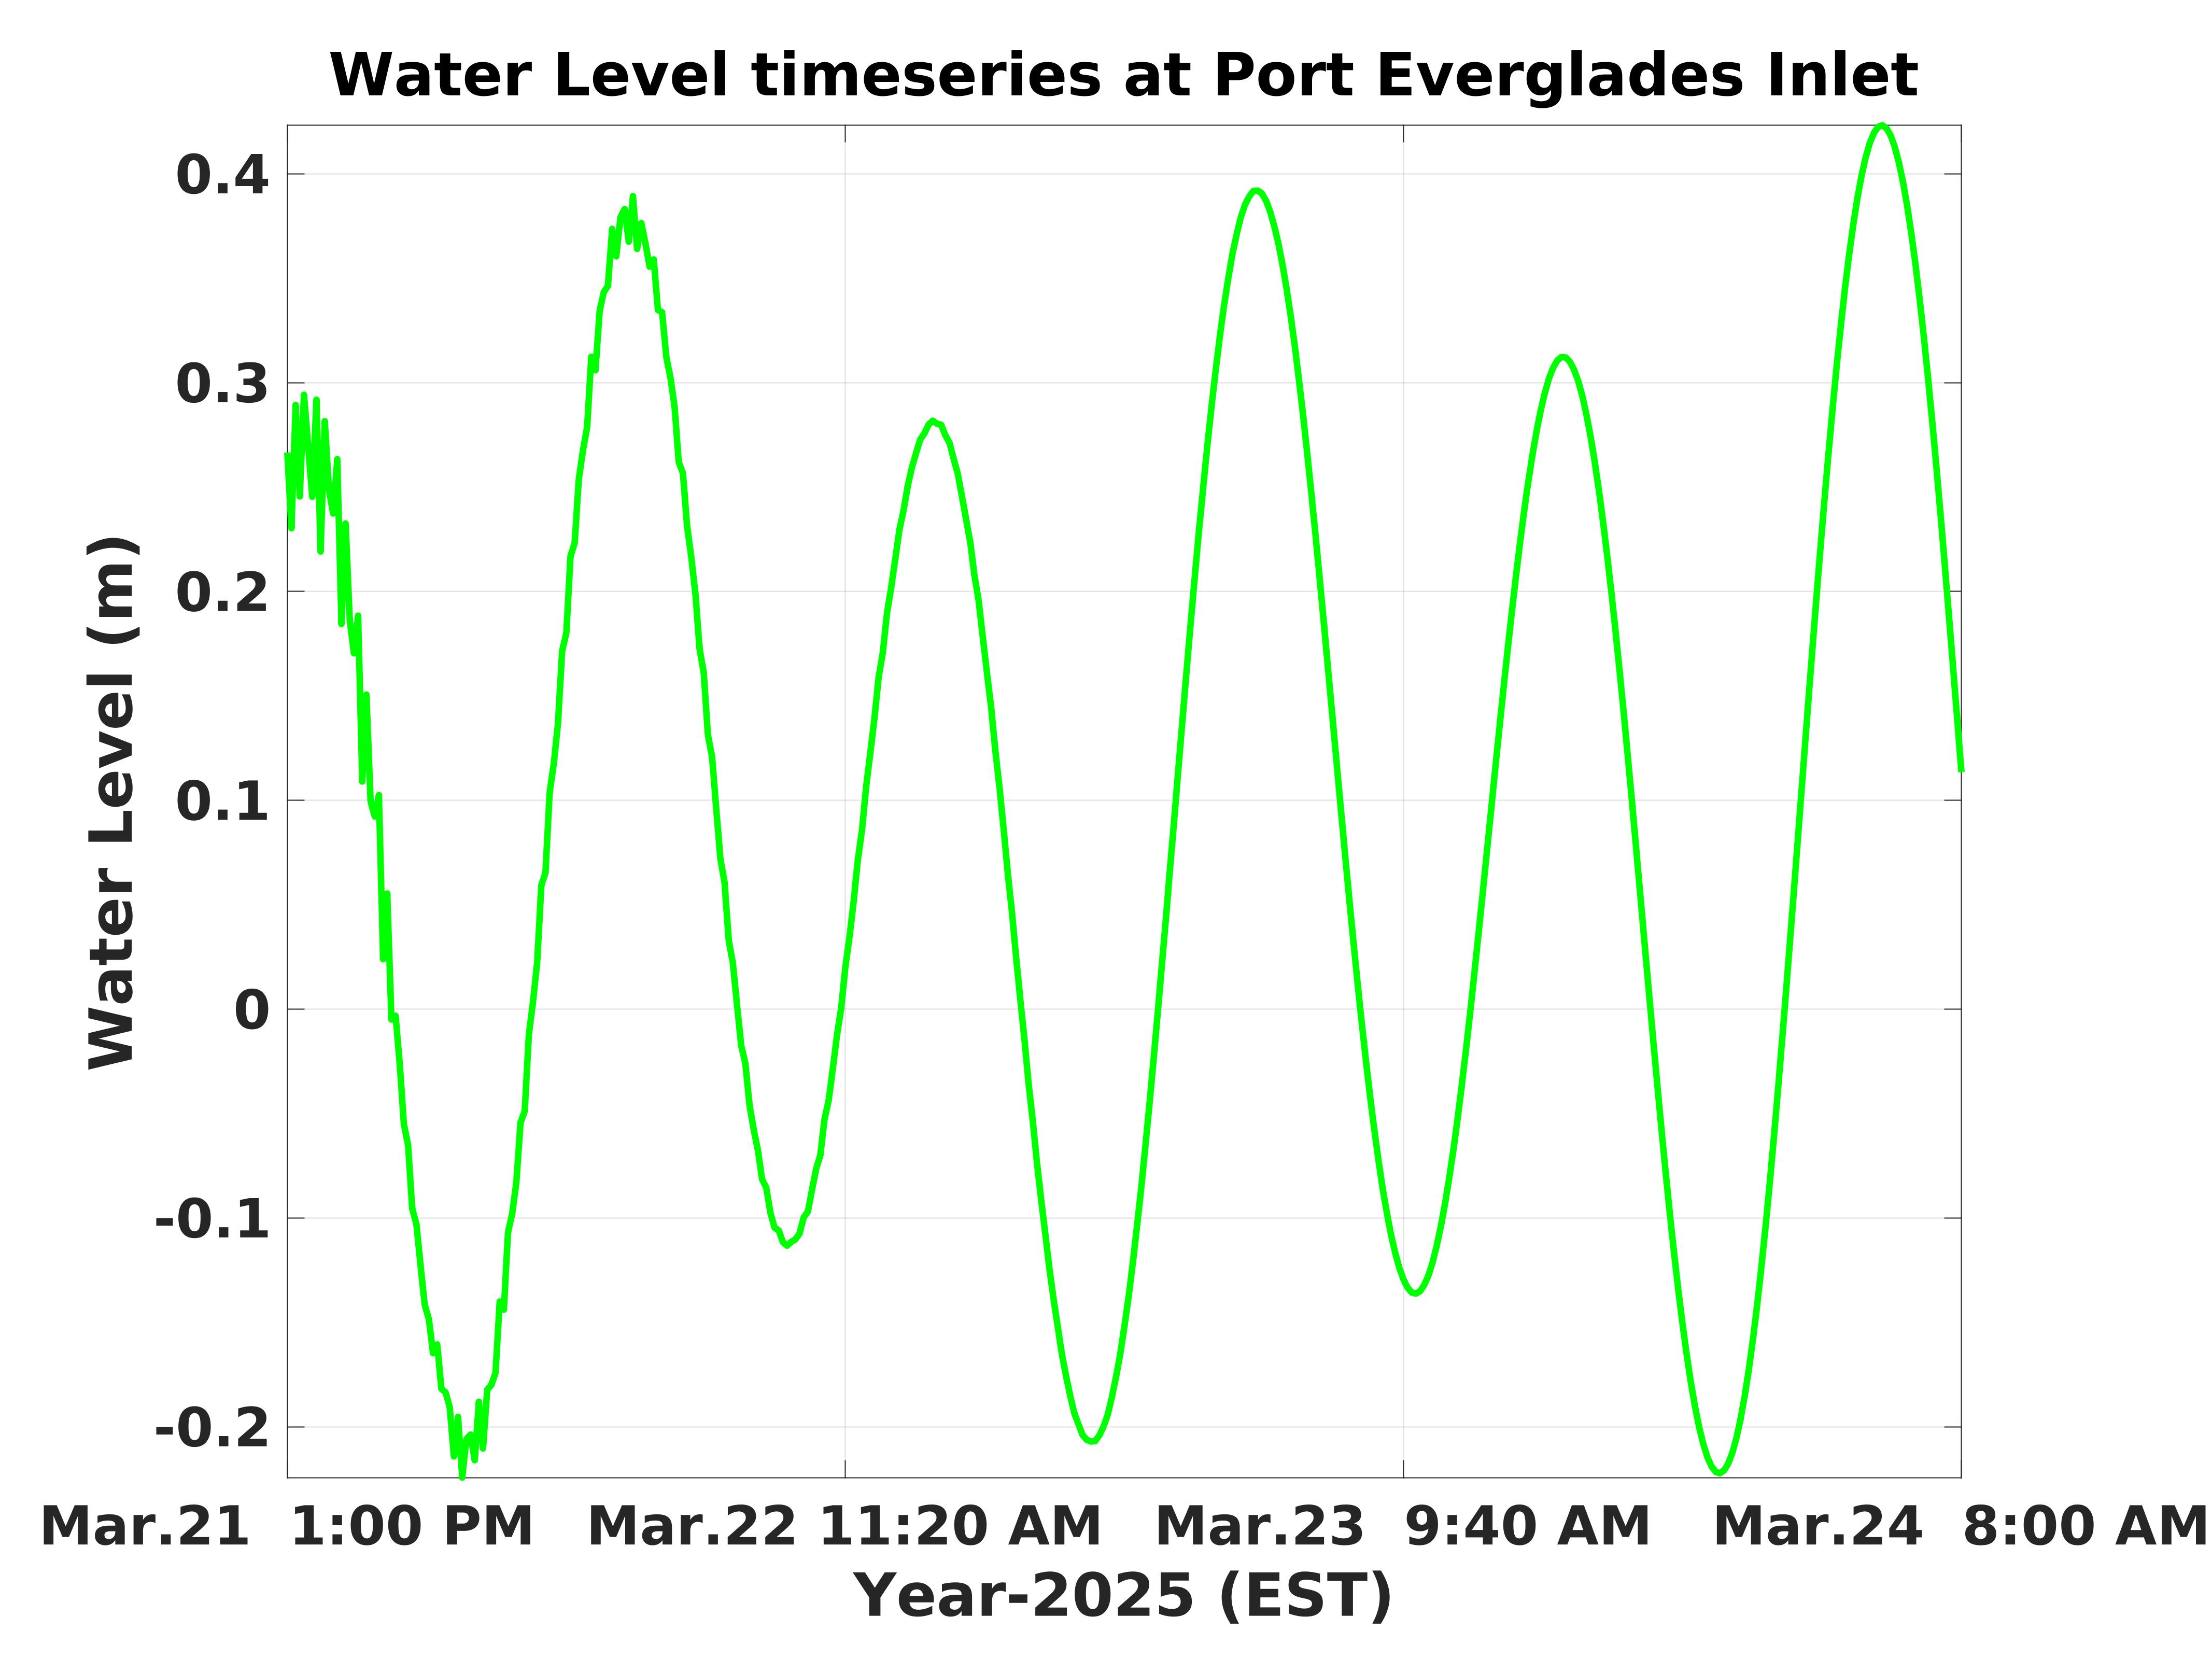 Water Level timeseries at Port Everglades Inlet
0.4
0.3
0.2
0.1
0
-0.1
-0.2
Water Level (m)
Mar.21 1:00 PM Mar.22 11:20 AM Mar.23 9:40 AM Mar.24 8:00 AM
Year-2025 (EST)